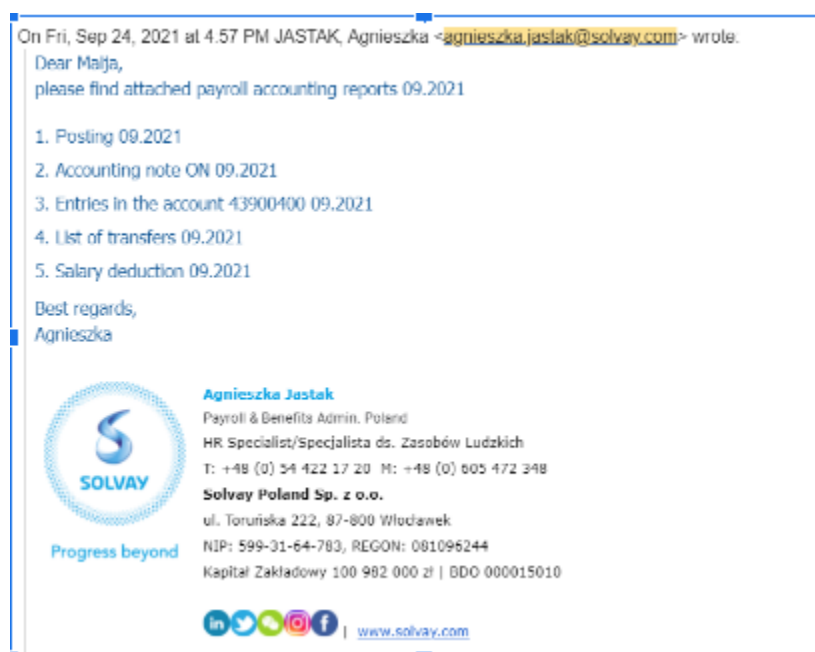 On Fri, Sep 24, 2021 at 4.57 PM JASTAK, Agnieszka <agnieszka.jastak@solvay.com> wrote:
Dear Maija,
please find attached payroll accounting reports 09.2021
1. Posting 09.2021
2. Accounting note ON 09.2021
3. Entries in the account 43900400 09.2021
4. List of transfers 09.2021
5. Salary deduction 09.2021
Best regards,
Agnieszka
SOLVAY
Progress beyond
Agnieszka Jastak
Payroll & Benefits Admin. Poland
HR Specialist/Specjalista ds. Zasobów Ludzkich
T: +48 (0) 54 422 17 20 M: +48 (0) 605 472 348
Solvay Poland Sp. z o.o.
ul. Toruńska 222, 87-800 Włocławek
NIP: 599-31-64-783, REGON: 081096244
Kapitał Zakładowy 100 982 000 zł | BDO 000015010
| www.solvay.com